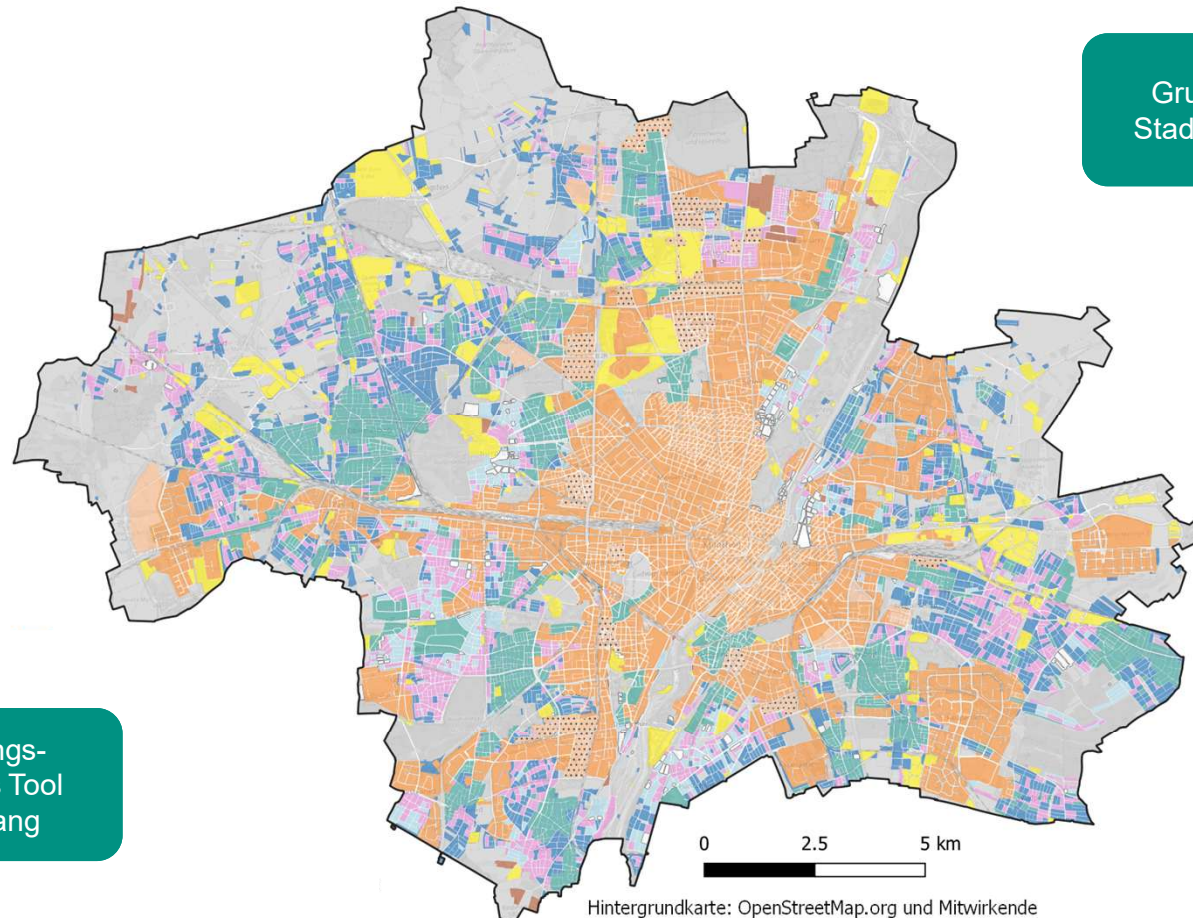 Gru
Stad
ngs-
Tool
ang
0 2.5 5 km
Hintergrundkarte: OpenStreetMap.org und Mitwirkende